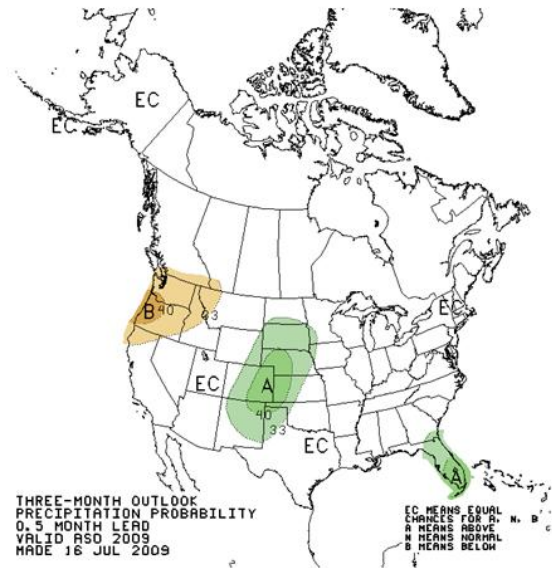 EC
EC
B
40
33
EC
A
EC
40
33
EC
A
THREE-MONTH OUTLOOK
PRECIPITATION PROBABILITY
0.5 MONTH LEAD
VALID ASO 2009
MADE 16 JUL 2009
EC MEANS EQUAL
CHANCES FOR A, N, B
A MEANS ABOVE
N MEANS NORMAL
B MEANS BELOW